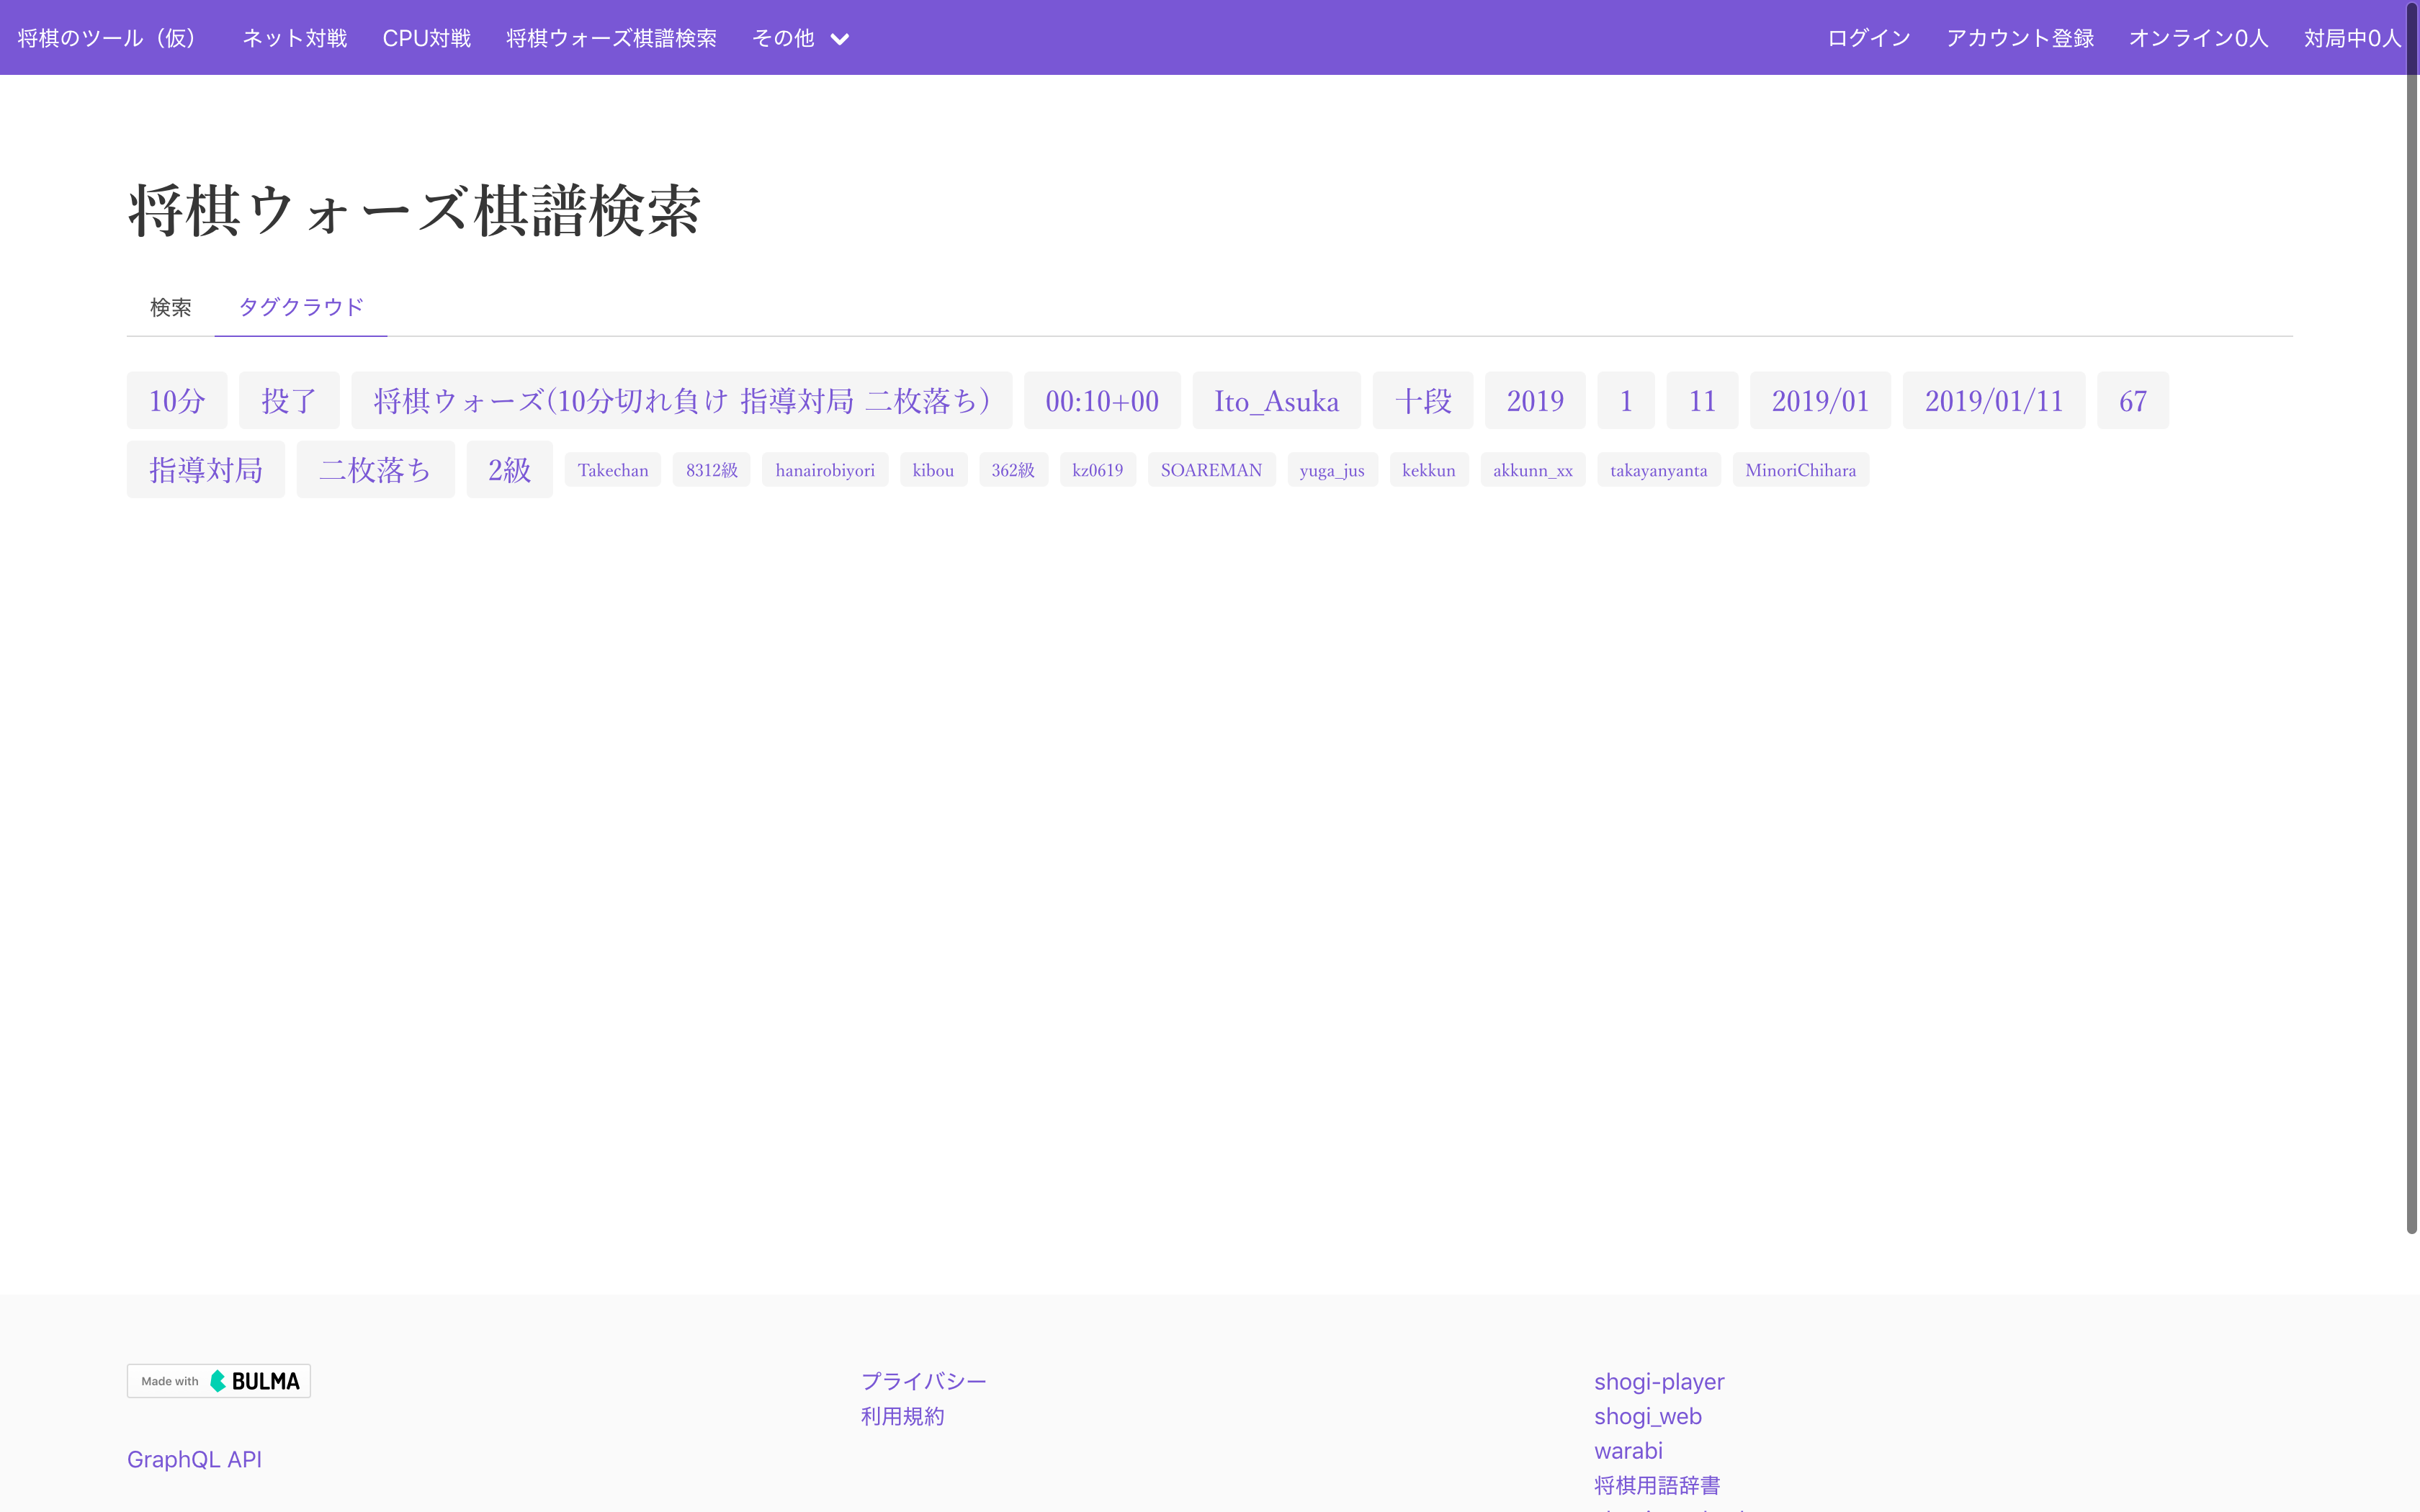 将棋のツール（仮） ネット対戦 CPU対戦 将棋ウォーズ棋譜検索 その他 ログイン アカウント登録 オンライン0人 対局中0人
将棋ウォーズ棋譜検索
検索 タグクラウド
10分 投了 将棋ウォーズ(10分切れ負け 指導対局 二枚落ち) 00:10+00 Ito_Asuka 十段 2019 1 11 2019/01 2019/01/11 67
指導対局 二枚落ち 2級 Takechan 8312級 hanairobiyori kibou 362級 kz0619 SOAREMAN yuga_jus kekkun akkunn_xx takayanyanta MinoriChihara
Made with BULMA
GraphQL API
プライバシー
利用規約
shogi-player
shogi_web
warabi
将棋用語辞書